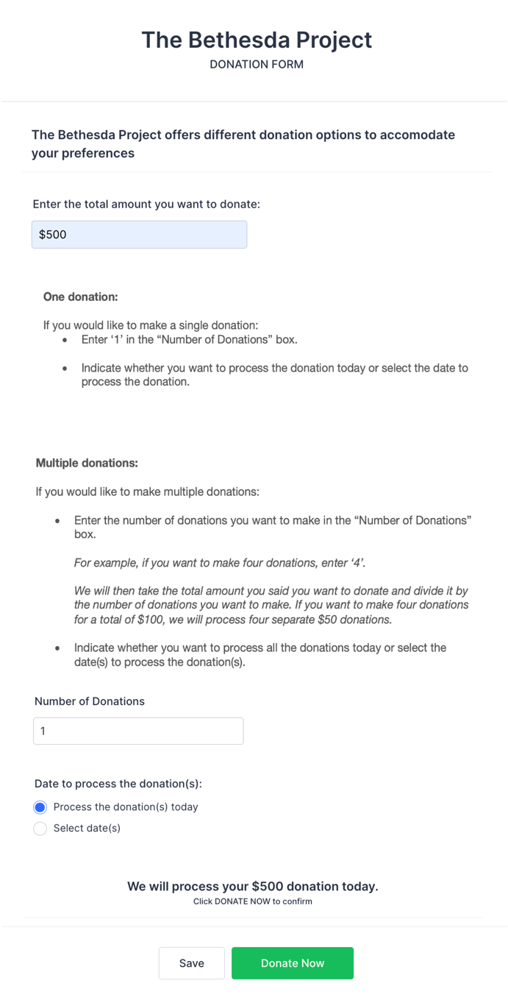 The Bethesda Project
DONATION FORM
The Bethesda Project offers different donation options to accomodate
your preferences
Enter the total amount you want to donate:
$500
One donation:
If you would like to make a single donation:
• Enter ‘1’ in the “Number of Donations” box.
• Indicate whether you want to process the donation today or select the date to
process the donation.
Multiple donations:
If you would like to make multiple donations:
• Enter the number of donations you want to make in the “Number of Donations”
box.
For example, if you want to make four donations, enter ‘4’.
We will then take the total amount you said you want to donate and divide it by
the number of donations you want to make. If you want to make four donations
for a total of $100, we will process four separate $50 donations.
• Indicate whether you want to process all the donations today or select the
date(s) to process the donation(s).
Number of Donations
1
Date to process the donation(s):
Process the donation(s) today
Select date(s)
We will process your $500 donation today.
Click DONATE NOW to confirm
Save
Donate Now